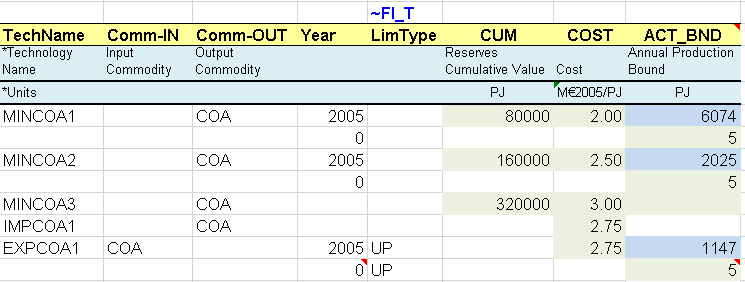 ~FI_T
TechName Comm-IN Comm-OUT Year LimType CUM COST ACT_BND
*Technology Input Output Reserves Annual Production
Name Commodity Commodity Cumulative Value Cost Bound
*Units PJ M€2005/PJ PJ
MINCOA1 COA 2005 80000 2.00 6074
0 5
MINCOA2 COA 2005 160000 2.50 2025
0 5
MINCOA3 COA 320000 3.00
IMPCOA1 COA 2.75
EXPCOA1 COA 2005 UP 2.75 1147
0 UP 5